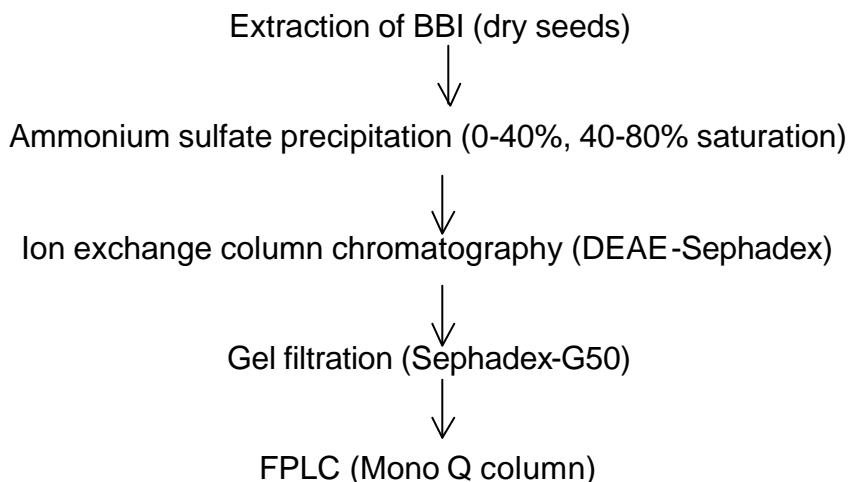 Extraction of BBI (dry seeds)
Ammonium sulfate precipitation (0-40%, 40-80% saturation)
Ion exchange column chromatography (DEAE-Sephadex)
Gel filtration (Sephadex-G50)
FPLC (Mono Q column)